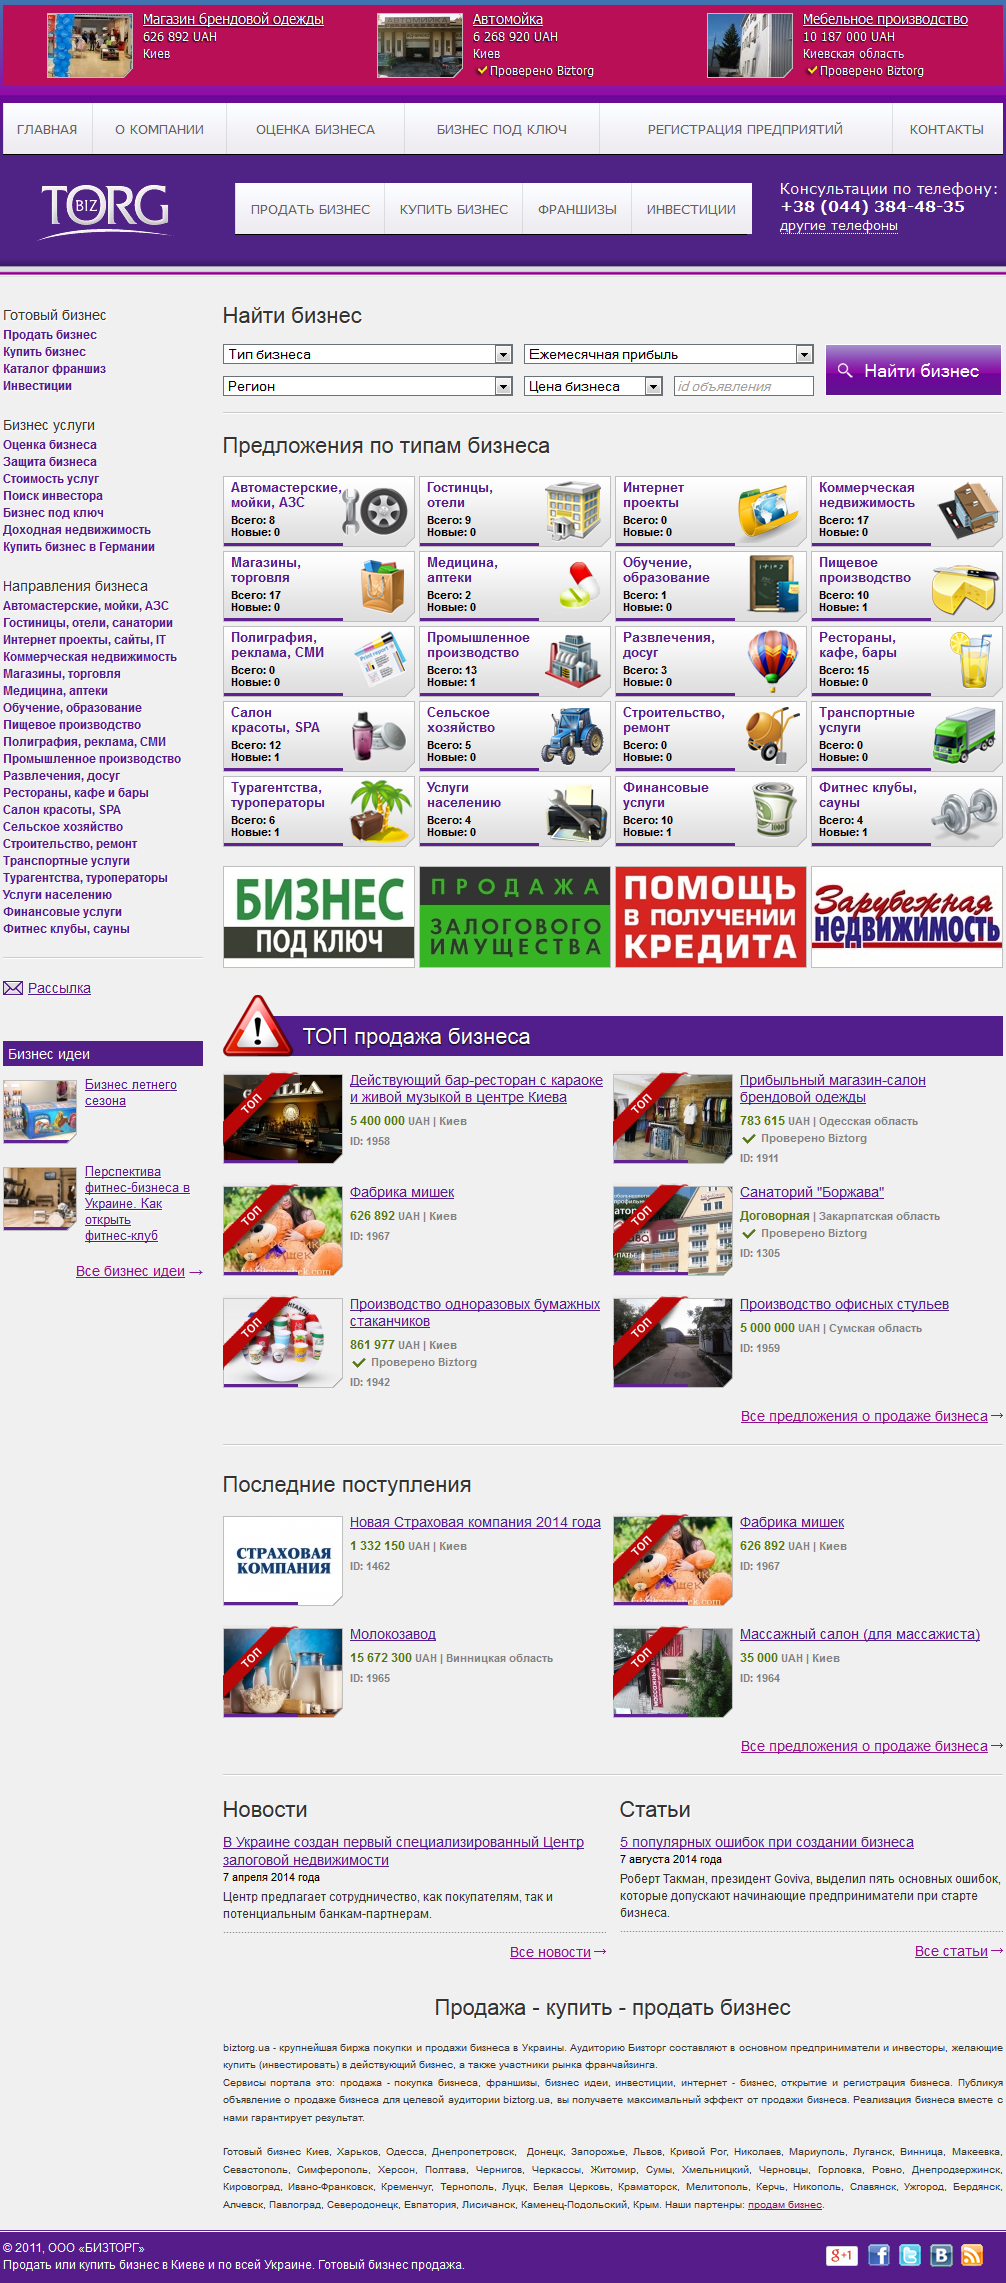 Магазин брендовой одежды
626 892 UAH
Киев
Автомойка
6 268 920 UAH
Киев
Проверено Biztorg
Мебельное производство
10 187 000 UAH
Киевская область
Проверено Biztorg
ГЛАВНАЯ
О КОМПАНИИ
ОЦЕНКА БИЗНЕСА
БИЗНЕС ПОД КЛЮЧ
РЕГИСТРАЦИЯ ПРЕДПРИЯТИЙ
КОНТАКТЫ
TORG
BIZ
ПРОДАТЬ БИЗНЕС
КУПИТЬ БИЗНЕС
ФРАНШИЗЫ
ИНВЕСТИЦИИ
Консультации по телефону:
+38 (044) 384-48-35
другие телефоны
Готовый бизнес
Продать бизнес
Купить бизнес
Каталог франшиз
Инвестиции
Бизнес услуги
Оценка бизнеса
Защита бизнеса
Стоимость услуг
Поиск инвестора
Бизнес под ключ
Доходная недвижимость
Купить бизнес в Германии
Направления бизнеса
Автомастерские, мойки, АЗС
Гостиницы, отели, санатории
Интернет проекты, сайты, IT
Коммерческая недвижимость
Магазины, торговля
Медицина, аптеки
Обучение, образование
Пищевое производство
Полиграфия, реклама, СМИ
Промышленное производство
Развлечения, досуг
Рестораны, кафе и бары
Салон красоты, SPA
Сельское хозяйство
Строительство, ремонт
Транспортные услуги
Турагентства, туроператоры
Услуги населению
Финансовые услуги
Фитнес клубы, сауны
Рассылка
Бизнес идеи
Бизнес летнего
сезона
Перспектива
фитнес-бизнеса в
Украине. Как
открыть
фитнес-клуб
Все бизнес идеи →
Найти бизнес
Тип бизнеса
Ежемесячная прибыль
Регион
Цена бизнеса
id объявления
Найти бизнес
Предложения по типам бизнеса
Автомастерские,
мойки, АЗС
Всего: 8
Новые: 0
Гостинцы,
отели
Всего: 9
Новые: 0
Интернет
проекты
Всего: 0
Новые: 0
Коммерческая
недвижимость
Всего: 17
Новые: 0
Магазины,
торговля
Всего: 17
Новые: 0
Медицина,
аптеки
Всего: 2
Новые: 0
Обучение,
образование
Всего: 1
Новые: 0
Пищевое
производство
Всего: 10
Новые: 1
Полиграфия,
реклама, СМИ
Всего: 0
Новые: 0
Промышленное
производство
Всего: 13
Новые: 1
Развлечения,
досуг
Всего: 3
Новые: 0
Рестораны,
кафе, бары
Всего: 15
Новые: 0
Салон
красоты, SPA
Всего: 12
Новые: 1
Сельское
хозяйство
Всего: 5
Новые: 0
Строительство,
ремонт
Всего: 0
Новые: 0
Транспортные
услуги
Всего: 0
Новые: 0
Турагентства,
туроператоры
Всего: 6
Новые: 1
Услуги
населению
Всего: 4
Новые: 0
Финансовые
услуги
Всего: 10
Новые: 1
Фитнес клубы,
сауны
Всего: 4
Новые: 1
БИЗНЕС
ПОД КЛЮЧ
ПРОДАЖА
ЗАЛОГОВОГО
ИМУЩЕСТВА
ПОМОЩЬ
В ПОЛУЧЕНИИ
КРЕДИТА
Зарубежная
НЕДВИЖИМОСТЬ
ТОП продажа бизнеса
ТОП
Действующий бар-ресторан с караоке
и живой музыкой в центре Киева
5 400 000 UAH | Киев
ID: 1958
ТОП
Прибыльный магазин-салон
брендовой одежды
783 615 UAH | Одесская область
Проверено Biztorg
ID: 1911
ТОП
Фабрика мишек
626 892 UAH | Киев
ID: 1967
ТОП
Санаторий "Боржава"
Договорная | Закарпатская область
Проверено Biztorg
ID: 1305
ТОП
Производство одноразовых бумажных
стаканчиков
861 977 UAH | Киев
Проверено Biztorg
ID: 1942
ТОП
Производство офисных стульев
5 000 000 UAH | Сумская область
ID: 1959
Все предложения о продаже бизнеса →
Последние поступления
СТРАХОВАЯ
КОМПАНИЯ
Новая Страховая компания 2014 года
1 332 150 UAH | Киев
ID: 1462
ТОП
Фабрика мишек
626 892 UAH | Киев
ID: 1967
ТОП
Молокозавод
15 672 300 UAH | Винницкая область
ID: 1965
ТОП
Массажный салон (для массажиста)
35 000 UAH | Киев
ID: 1964
Все предложения о продаже бизнеса →
Новости
В Украине создан первый специализированный Центр
залоговой недвижимости
7 апреля 2014 года
Центр предлагает сотрудничество, как покупателям, так и
потенциальным банкам-партнерам.
Все новости →
Статьи
5 популярных ошибок при создании бизнеса
7 августа 2014 года
Роберт Такман, президент Goviva, выделил пять основных ошибок,
которые допускают начинающие предприниматели при старте
бизнеса.
Все статьи →
Продажа - купить - продать бизнес
biztorg.ua - крупнейшая биржа покупки и продажи бизнеса в Украины. Аудиторию Бизторг составляют в основном предприниматели и инвесторы, желающие
купить (инвестировать) в действующий бизнес, а также участники рынка франчайзинга.
Сервисы портала это: продажа - покупка бизнеса, франшизы, бизнес идеи, инвестиции, интернет - бизнес, открытие и регистрация бизнеса. Публикуя
объявление о продаже бизнеса для целевой аудитории biztorg.ua, вы получаете максимальный эффект от продажи бизнеса. Реализация бизнеса вместе с
нами гарантирует результат.
Готовый бизнес Киев, Харьков, Одесса, Днепропетровск, Донецк, Запорожье, Львов, Кривой Рог, Николаев, Мариуполь, Луганск, Винница, Макеевка,
Севастополь, Симферополь, Херсон, Полтава, Чернигов, Черкассы, Житомир, Сумы, Хмельницкий, Черновцы, Горловка, Ровно, Днепродзержинск,
Кировоград, Ивано-Франковск, Кременчуг, Тернополь, Луцк, Белая Церковь, Краматорск, Мелитополь, Керчь, Никополь, Славянск, Ужгород, Бердянск,
Алчевск, Павлоград, Северодонецк, Евпатория, Лисичанск, Каменец-Подольский, Крым. Наши партенры: продам бизнес.
© 2011, ООО «БИЗТОРГ»
Продать или купить бизнес в Киеве и по всей Украине. Готовый бизнес продажа.
g+1